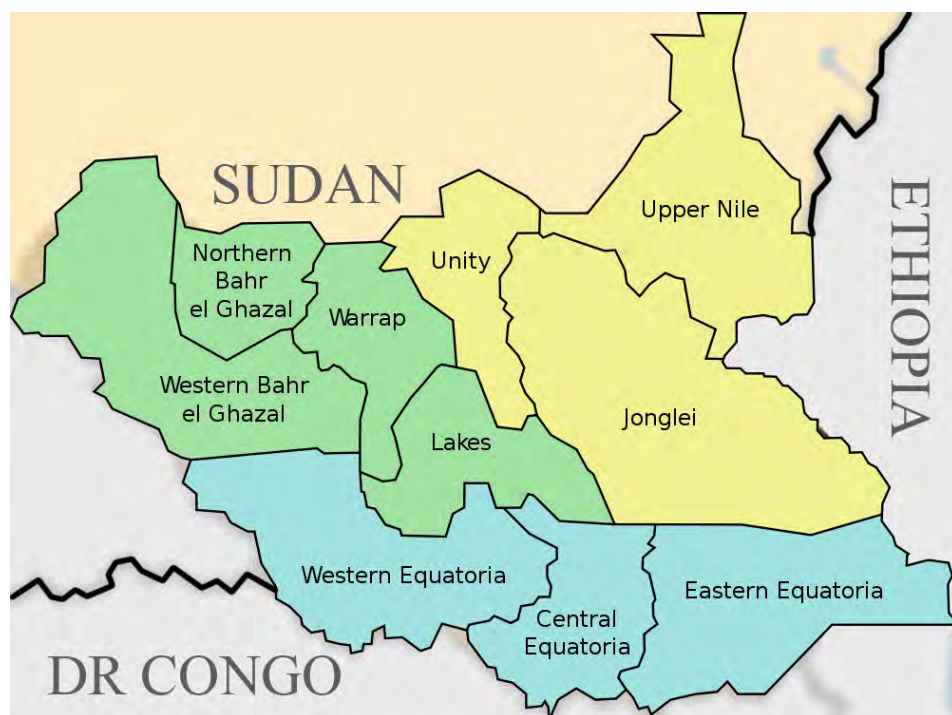 SUDAN
ETHIOPIA
Upper Nile
Northern
Bahr
el Ghazal
Unity
Warrap
Western Bahr
el Ghazal
Lakes
Jonglei
Western Equatoria
Central
Equatoria
Eastern Equatoria
DR CONGO